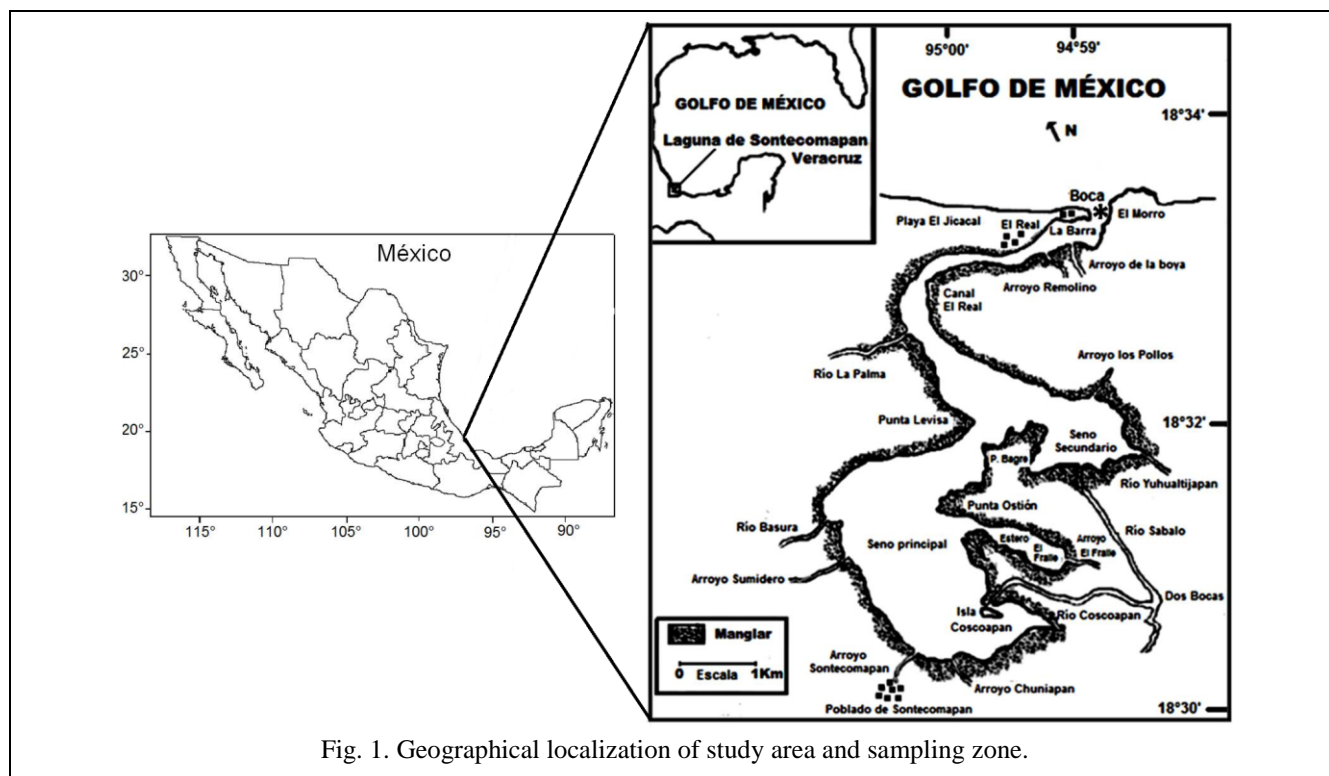 México
30°
25°
20°
15°
115°
110°
105°
100°
95°
90°
GOLFO DE MÉXICO
Laguna de Sontecomapan
Veracruz
95°00'
94°59'
GOLFO DE MÉXICO
18°34'
N
Boca
*
El Morro
Playa El Jicacal
El Real
La Barra
Arroyo de la boya
Arroyo Remolino
Canal
El Real
Arroyo los Pollos
Río La Palma
Punta Levisa
18°32'
Seno
Secundario
P. Bagre
Río Yuhualtijapan
Punta Ostión
Río Sabalo
Río Basura
Seno principal
Estero
El
Fraile
Arroyo
El Fraile
Arroyo Sumidero
Dos Bocas
Isla
Coscoapan
Río Coscoapan
Manglar
0 Escala 1Km
Arroyo
Sontecomapan
Arroyo Chuniapan
Poblado de Sontecomapan
18°30'
Fig. 1. Geographical localization of study area and sampling zone.